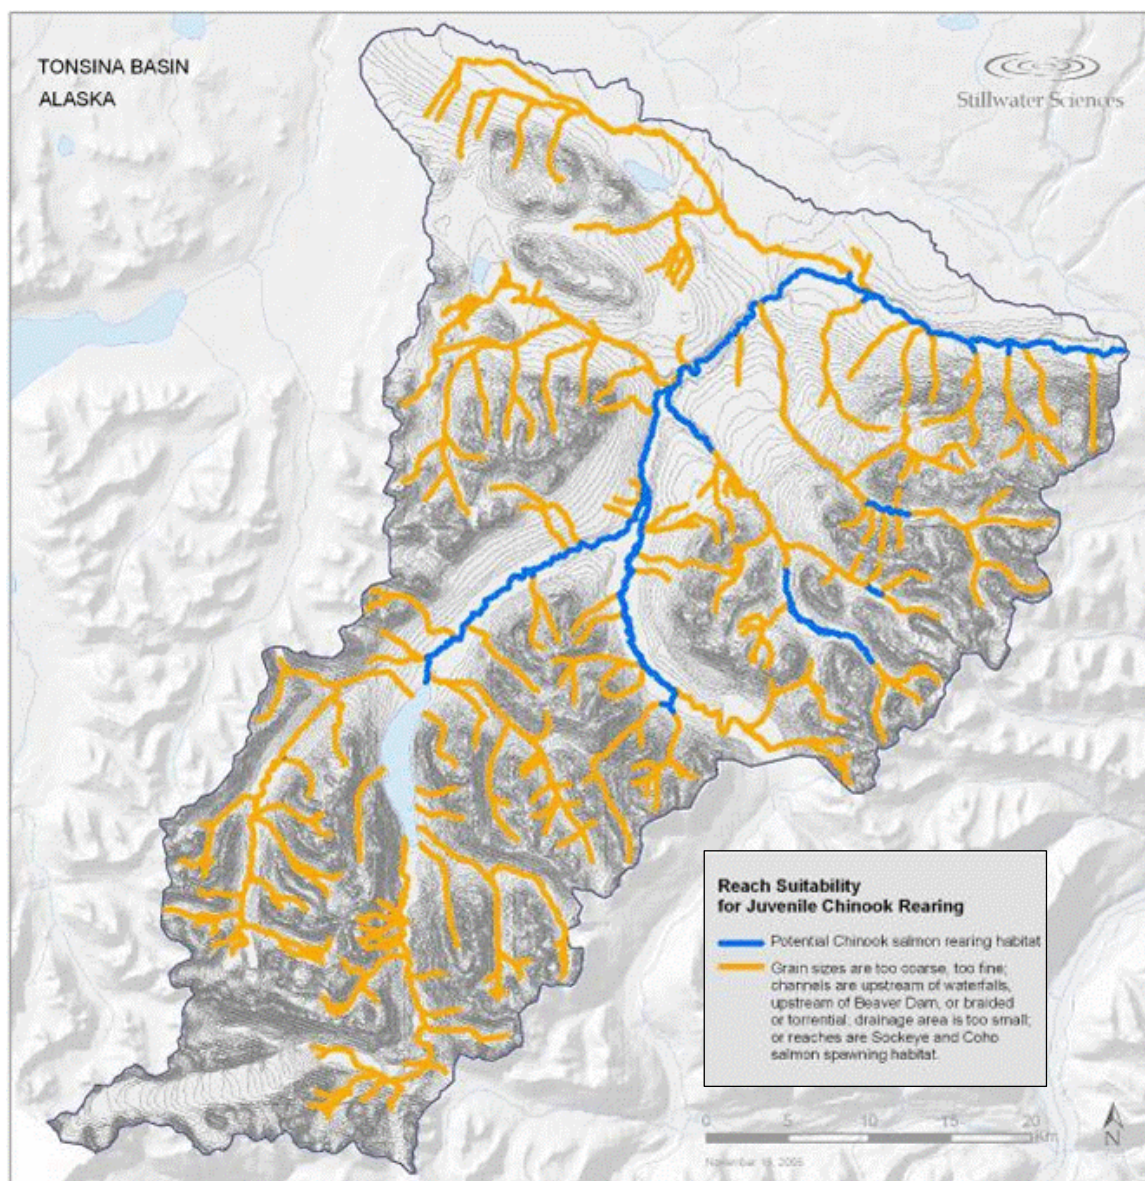 TONSINA BASIN
ALASKA
Stillwater Sciences
Reach Suitability
for Juvenile Chinook Rearing
Potential Chinook salmon rearing habitat
Grain sizes are too coarse, too fine;
channels are upstream of waterfalls,
upstream of Beaver Dam, or braided
or torrential; drainage area is too small;
or reaches are Sockeye and Coho
salmon spawning habitat.
0 5 10 20
Km
N
November